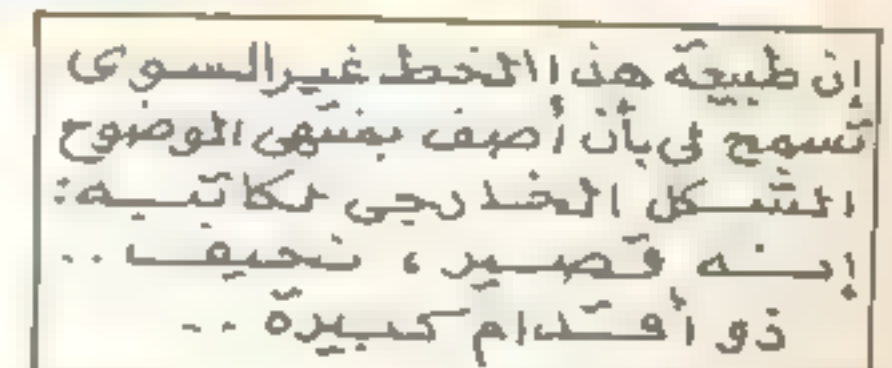 إن طبيعة هذا الخط غير السوى
تسمح لى بأن أصف بمنتهى الوضوح
الشكل الخارجى لكاتبه:
إنه قصير، نحيف..
ذو أقدام كبيرة..